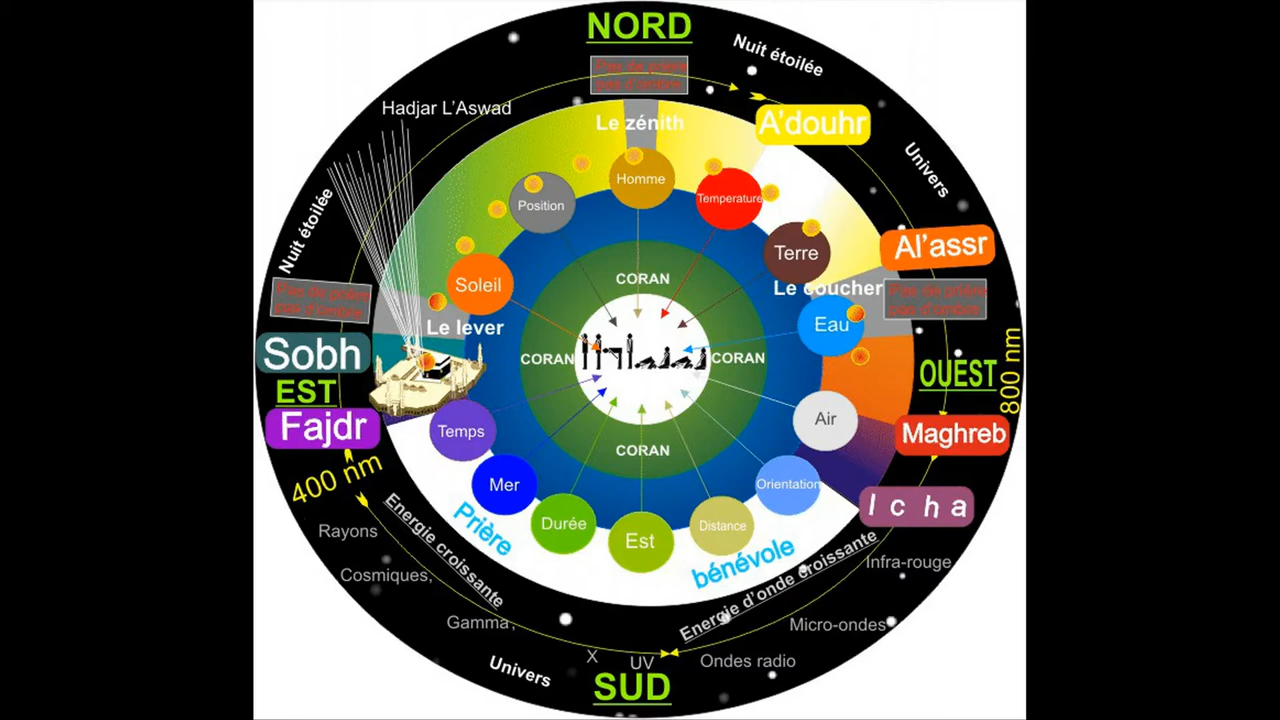 NORD
Nuit étoilée
Pas de prière
pas d'ombre
Hadjar L'Aswad
Le zénith
A'douhr
Univers
Homme
Position
Temperature
Nuit étoilée
Al'assr
Terre
CORAN
Soleil
Le coucher
Pas de prière
pas d'ombre
Pas de prière
pas d'ombre
Le lever
Eau
Sobh
CORAN
CORAN
OUEST
800 nm
EST
Fajdr
Temps
Air
Maghreb
CORAN
400 nm
Mer
Orientation
I c h a
Energie croissante
Prière
Durée
Est
Distance
bénévole
Energie d'onde croissante
Rayons
Cosmiques,
Gamma,
X
UV
Ondes radio
Micro-ondes
Infra-rouge
Univers
SUD